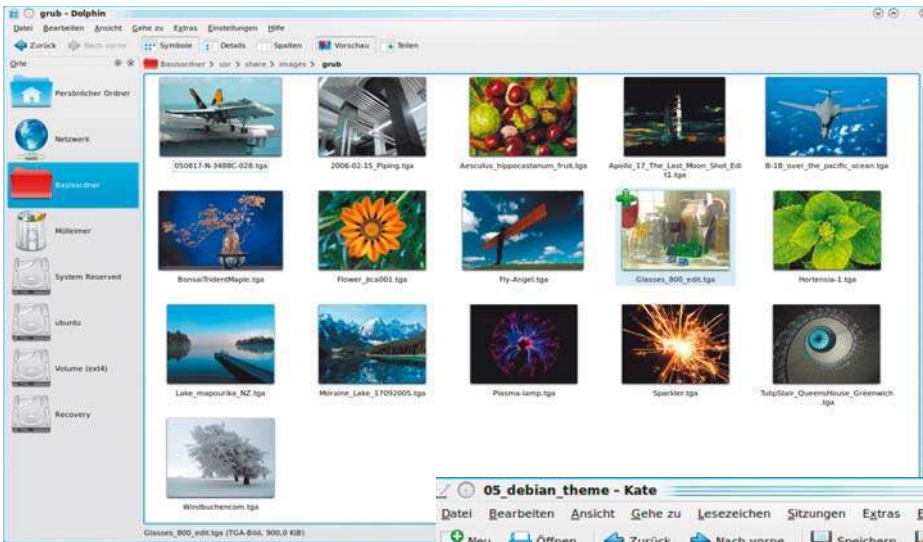 grub - Dolphin
Datei Bearbeiten Ansicht Gehe zu Extras Einstellungen Hilfe
Zurück Nach vorne Symbole Details Spalten Vorschau Teilen
Orte
Basisordner > usr > share > images > grub
Persönlicher Ordner
Netzwerk
Basisordner
Mülleimer
System Reserved
ubuntu
Volume (ext4)
Recovery
050817-N-3488C-028.tga
2006-02-15_Piping.tga
Aesculus_hippocastanum_fruit.tga
Apollo_17_The_Last_Moon_Shot_Edi
t1.tga
B-1B_over_the_pacific_ocean.tga
BonsaiTridentMaple.tga
Flower_jtca001.tga
Fly-Angel.tga
Glasses_800_edit.tga
Hortensia-1.tga
Lake_mapourika_NZ.tga
Moraine_Lake_17092005.tga
Plasma-lamp.tga
Sparkler.tga
TulipStair_QueensHouse_Greenwich
.tga
Windbuchencom.tga
Glasses_800_edit.tga (TGA-Bild, 900,0 KiB)
05_debian_theme - Kate
Datei Bearbeiten Ansicht Gehe zu Lesezeichen Sitzungen Extras E
Neu Öffnen Zurück Nach vorne Speichern